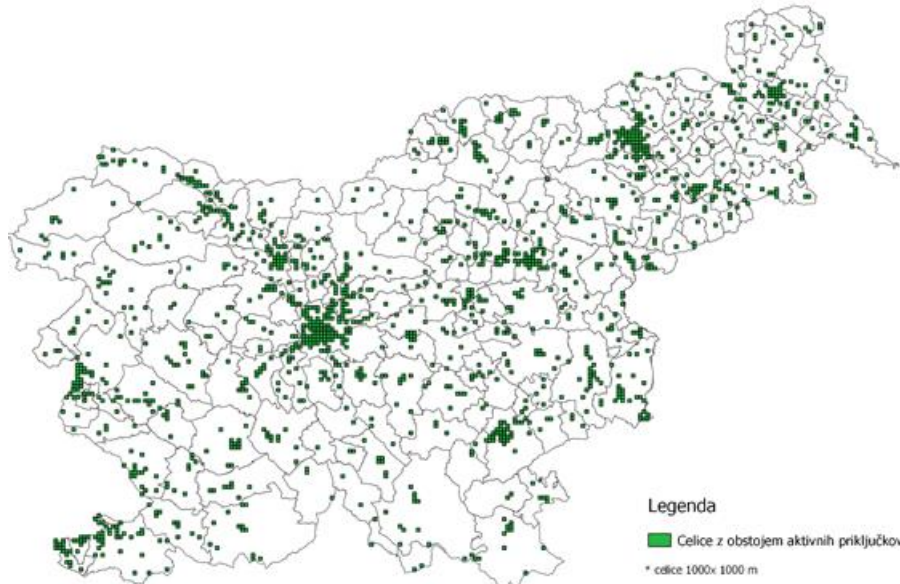 Legenda
Celice z obstojem aktivnih priključkov
* celice 1000x 1000 m